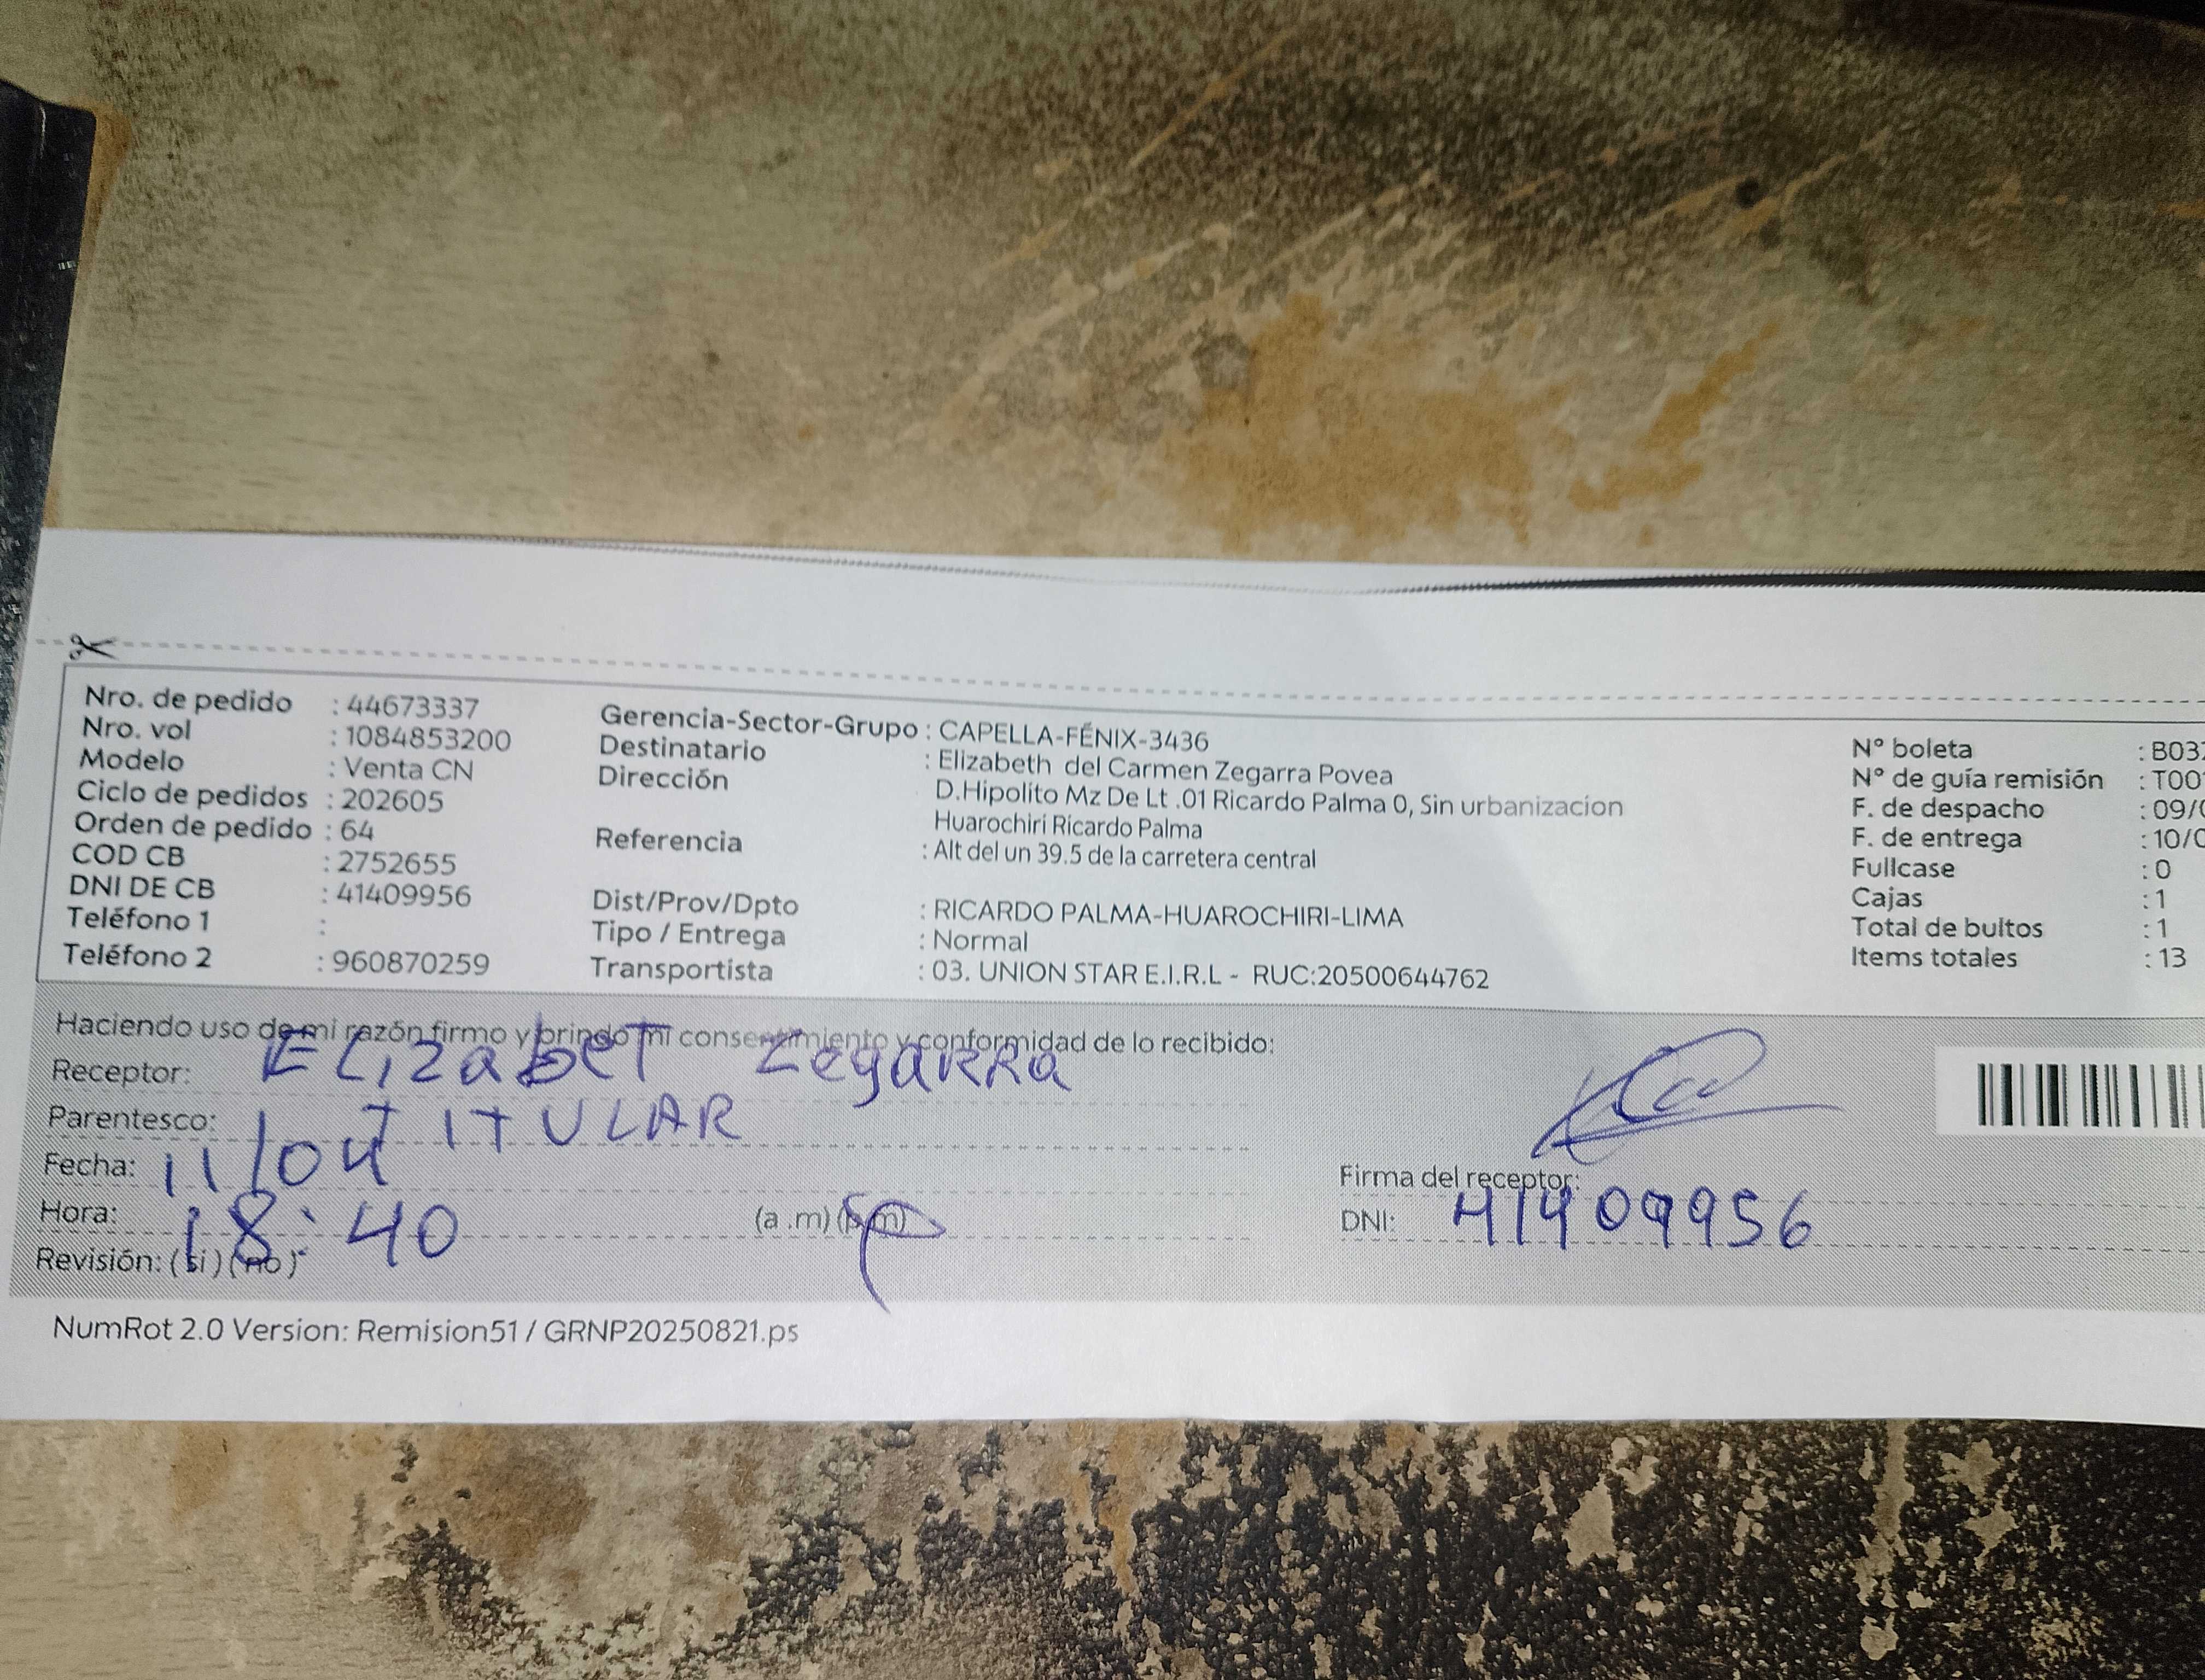 Nro. de pedido : 44673337
Nro. vol : 1084853200
Modelo : Venta CN
Ciclo de pedidos : 202605
Orden de pedido : 64
COD CB : 2752655
DNI DE CB : 41409956
Teléfono 1 :
Teléfono 2 : 960870259
Gerencia-Sector-Grupo : CAPELLA-FÉNIX-3436
Destinatario : Elizabeth del Carmen Zegarra Povea
Dirección D.Hipolito Mz De Lt .01 Ricardo Palma 0, Sin urbanizacion
Huarochiri Ricardo Palma
Referencia : Alt del un 39.5 de la carretera central
Dist/Prov/Dpto : RICARDO PALMA-HUAROCHIRI-LIMA
Tipo / Entrega : Normal
Transportista : 03. UNION STAR E.I.R.L - RUC:20500644762
N° boleta : B03
N° de guía remisión : T00
F. de despacho : 09/
F. de entrega : 10/
Fullcase : 0
Cajas : 1
Total de bultos : 1
Items totales : 13
Haciendo uso de mi razón firmo y brindo mi consentimiento y conformidad de lo recibido:
Receptor: ELizabeT Zegarra
Parentesco: TITULAR
Fecha: 11/04
Hora: 18:40 (a .m) (p.m)
Revisión: ( si ) ( no )
Firma del receptor:
DNI: 41409956
NumRot 2.0 Version: Remision51 / GRNP20250821.ps